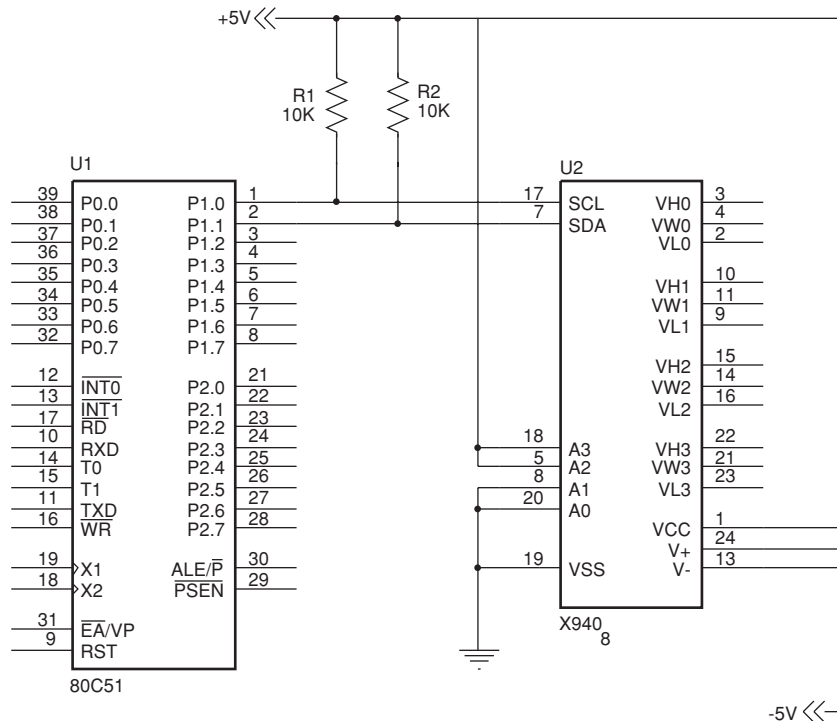 +5V
R1
10K
R2
10K
U1
39 P0.0 P1.0 1
38 P0.1 P1.1 2
37 P0.2 P1.2 3
36 P0.3 P1.3 4
35 P0.4 P1.4 5
34 P0.5 P1.5 6
33 P0.6 P1.6 7
32 P0.7 P1.7 8
12 INT0 P2.0 21
13 INT1 P2.1 22
17 RD P2.2 23
10 RXD P2.3 24
14 T0 P2.4 25
15 T1 P2.5 26
11 TXD P2.6 27
16 WR P2.7 28
19 X1 ALE/P 30
18 X2 PSEN 29
31 EA/VP
9 RST
80C51
U2
17 SCL VH0 3
7 SDA VW0 4
VL0 2
VH1 10
VW1 11
VL1 9
VH2 15
VW2 14
VL2 16
18 A3 VH3 22
5 A2 VW3 21
8 A1 VL3 23
20 A0
VCC 1
V+ 24
19 VSS V- 13
X940
8
-5V